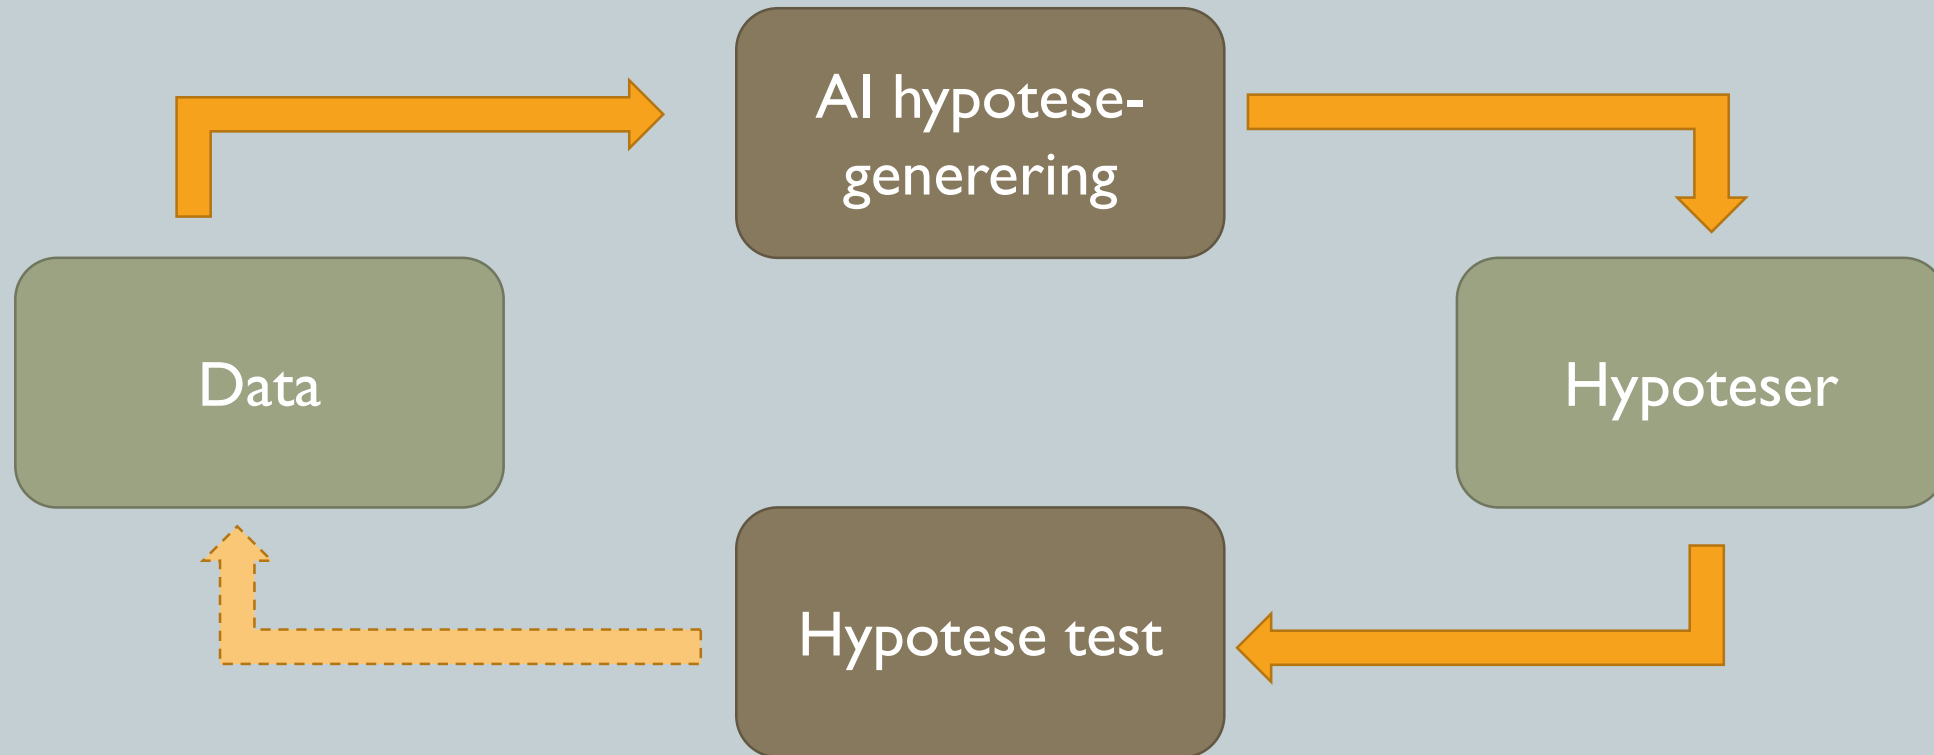 AI hypotese-
generering
Data
Hypoteser
Hypotese test